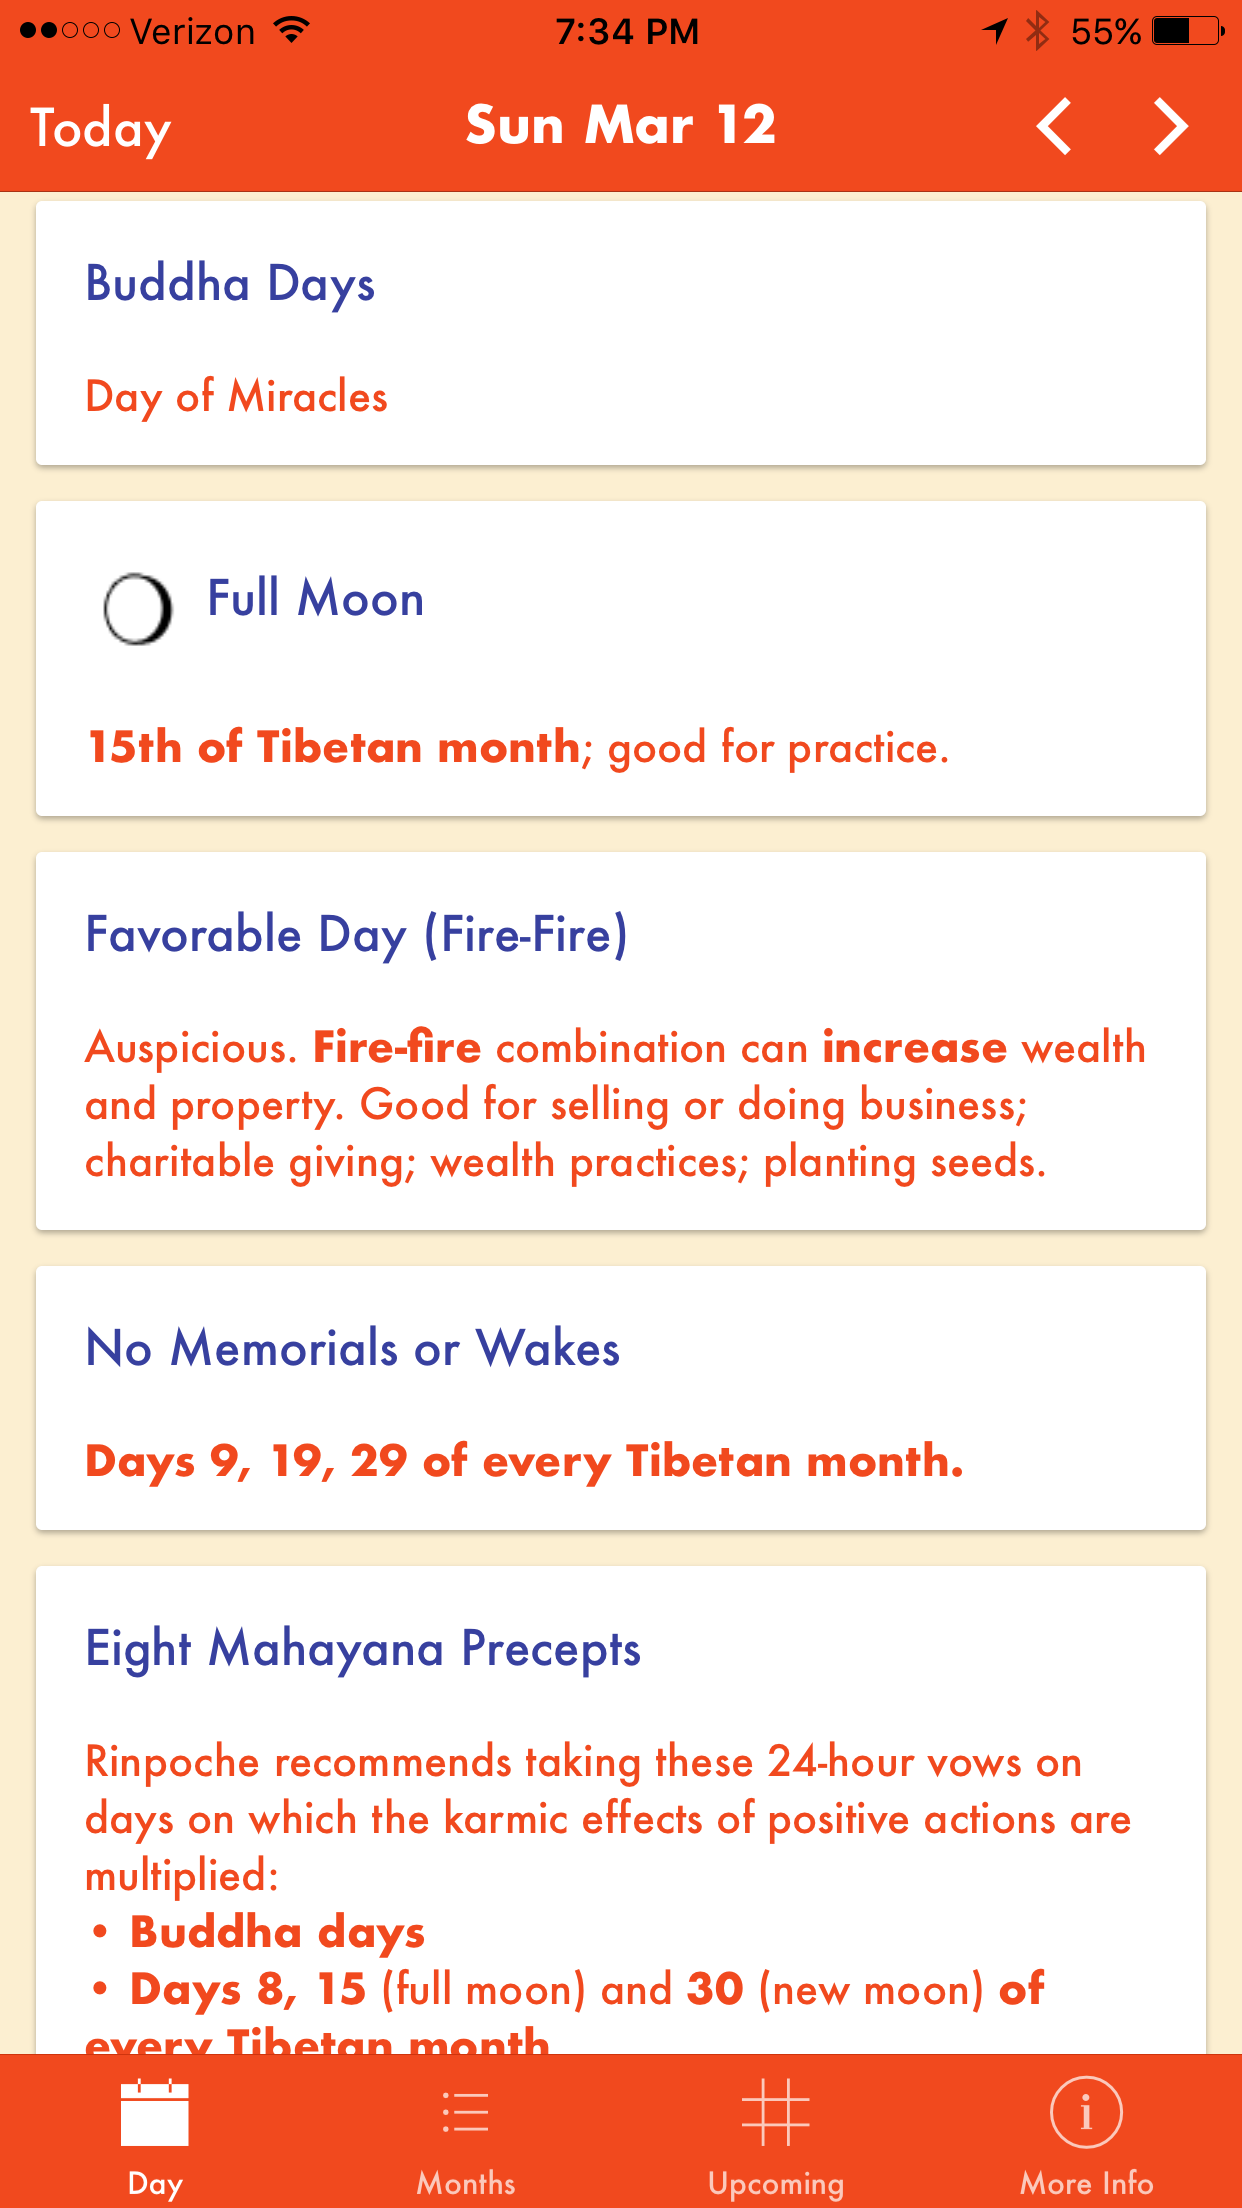 Verizon 7:34 PM 55%
Today Sun Mar 12
Buddha Days
Day of Miracles
Full Moon
15th of Tibetan month; good for practice.
Favorable Day (Fire-Fire)
Auspicious. Fire-fire combination can increase wealth
and property. Good for selling or doing business;
charitable giving; wealth practices; planting seeds.
No Memorials or Wakes
Days 9, 19, 29 of every Tibetan month.
Eight Mahayana Precepts
Rinpoche recommends taking these 24-hour vows on
days on which the karmic effects of positive actions are
multiplied:
• Buddha days
• Days 8, 15 (full moon) and 30 (new moon) of
every Tibetan month
Day Months Upcoming More Info